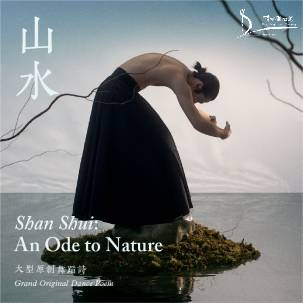 山
水
Shan Shui:
An Ode to Nature
大型原創舞蹈詩
Grand Original Dance Poem